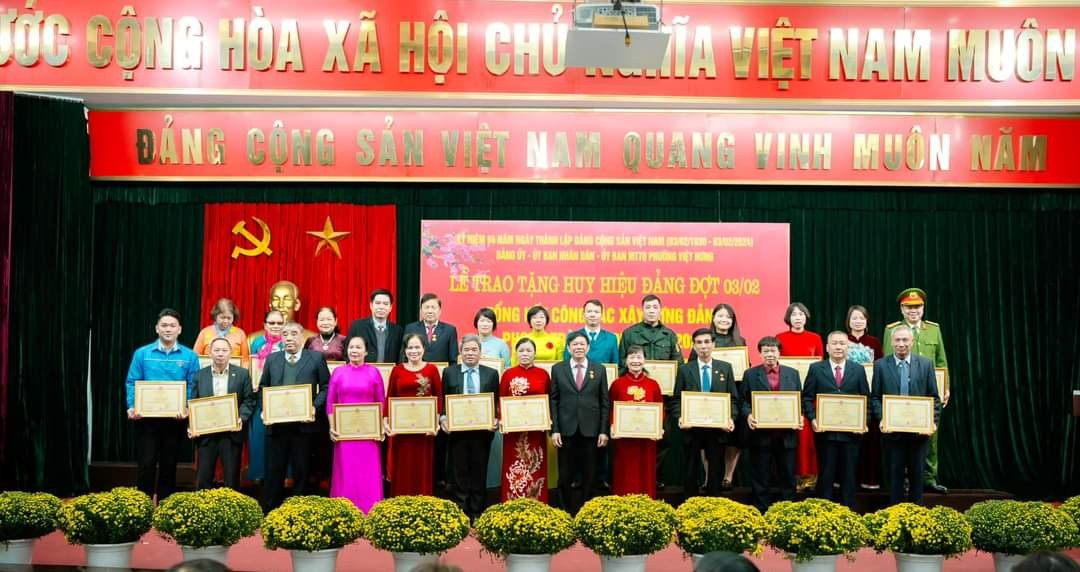 ƯỚC CỘNG HÒA XÃ HỘI CHỦ NGHĨA VIỆT NAM MUÔN
ĐẢNG CỘNG SẢN VIỆT NAM QUANG VINH MUÔN NĂM
KỶ NIỆM 94 NĂM NGÀY THÀNH LẬP ĐẢNG CỘNG SẢN VIỆT NAM (03/02/1930 - 03/02/2024)
ĐẢNG ỦY - ỦY BAN NHÂN DÂN - ỦY BAN MTTQ PHƯỜNG VIỆT HƯNG
LỄ TRAO TẶNG HUY HIỆU ĐẢNG ĐỢT 03/02
XÂY DỰNG ĐẢN